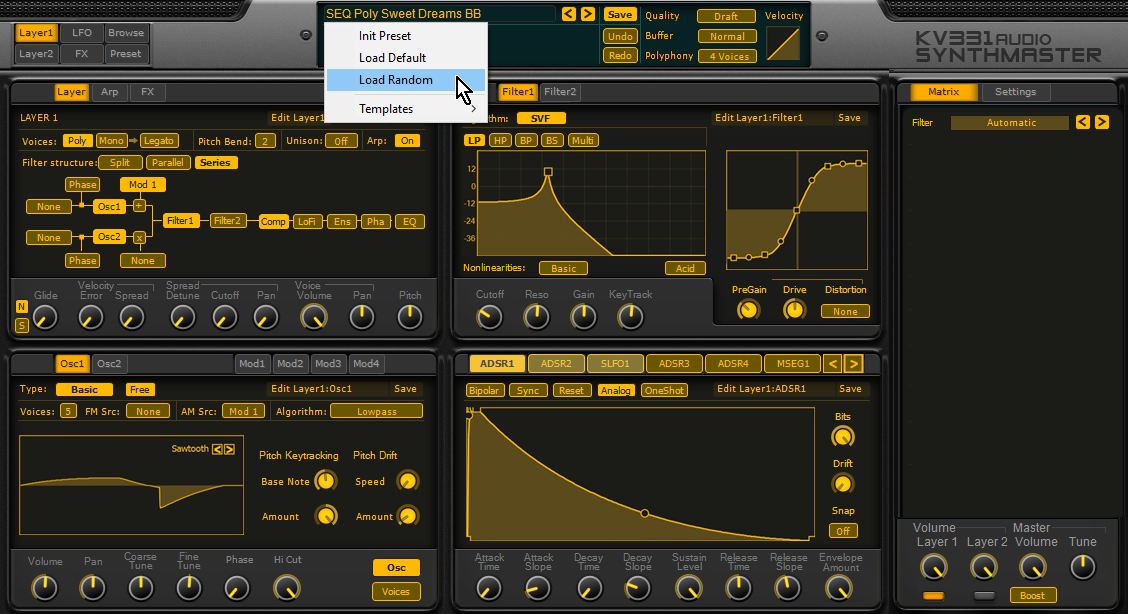 Layer1 LFO Browse
Layer2 FX Preset
SEQ Poly Sweet Dreams BB < > Save
Undo
Redo
Quality Draft Velocity
Buffer Normal
Polyphony 4 Voices
KV331 AUDIO
SYNTHMASTER
Init Preset
Load Default
Load Random
Templates >
Layer Arp FX
LAYER 1 Edit Layer1
Voices: Poly Mono Legato Pitch Bend: 2 Unison: Off Arp: On
Filter structure: Split Parallel Series
Phase Mod 1
None Osc1 +
Filter1 Filter2 Comp LoFi Ens Pha EQ
None Osc2 x
Phase None
Velocity Spread Voice
N Glide Error Spread Detune Cutoff Pan Volume Pan Pitch
S
Filter1 Filter2
thm: SVF Edit Layer1:Filter1 Save
LP HP BP BS Multi
12
0
-12
-24
-36
Nonlinearities: Basic Acid
Cutoff Reso Gain KeyTrack
PreGain Drive Distortion
None
Matrix Settings
Filter Automatic < >
Osc1 Osc2 Mod1 Mod2 Mod3 Mod4
Type: Basic Free Edit Layer1:Osc1 Save
Voices: 5 FM Src: None AM Src: Mod 1 Algorithm: Lowpass
Sawtooth < >
Pitch Keytracking Pitch Drift
Base Note Speed
Amount Amount
Volume Pan Coarse Tune Fine Tune Phase Hi Cut
Osc
Voices
ADSR1 ADSR2 SLFO1 ADSR3 ADSR4 MSEG1 < >
Bipolar Sync Reset Analog OneShot Edit Layer1:ADSR1 Save
Bits
Drift
Snap
Off
Attack Time Attack Slope Decay Time Decay Slope Sustain Level Release Time Release Slope Envelope Amount
Volume Master
Layer 1 Layer 2 Volume Tune
Boost